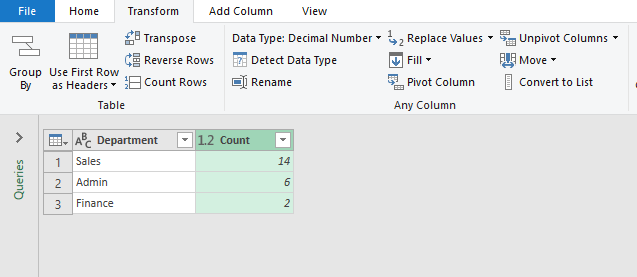 File Home Transform Add Column View
Group By
Use First Row as Headers
Transpose
Reverse Rows
Count Rows
Table
Data Type: Decimal Number
Detect Data Type
Rename
Replace Values
Fill
Pivot Column
Unpivot Columns
Move
Convert to List
Any Column
Queries
ABC Department 1.2 Count
1 Sales 14
2 Admin 6
3 Finance 2